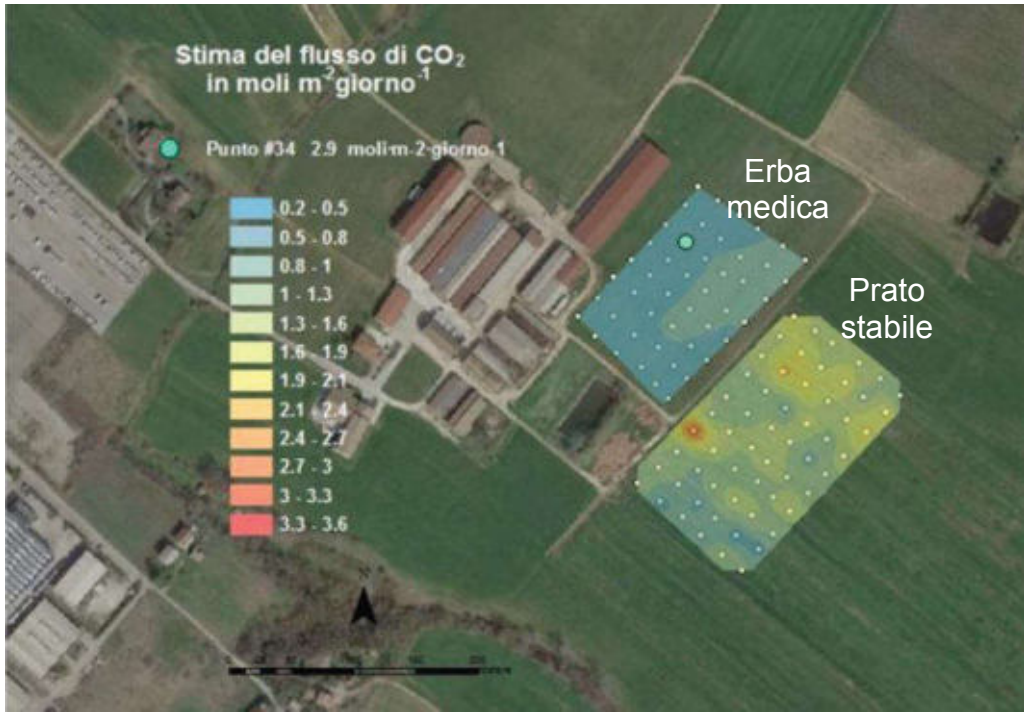 Stima del flusso di CO₂
in moli m⁻² giorno⁻¹
Punto #34 2.9 moli·m-2·giorno-1
0.2 - 0.5
0.5 - 0.8
0.8 - 1
1 - 1.3
1.3 - 1.6
1.6 - 1.9
1.9 - 2.1
2.1 - 2.4
2.4 - 2.7
2.7 - 3
3 - 3.3
3.3 - 3.6
Erba
medica
Prato
stabile